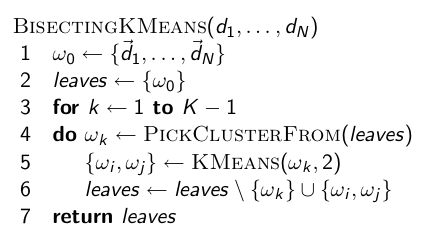 BISECTINGKMEANS(d₁, . . . , d_N)
1 ω₀ ← {d⃗₁, . . . , d⃗_N}
2 leaves ← {ω₀}
3 for k ← 1 to K − 1
4 do ω_k ← PICKCLUSTERFROM(leaves)
5 {ω_i, ω_j} ← KMEANS(ω_k, 2)
6 leaves ← leaves \ {ω_k} ∪ {ω_i, ω_j}
7 return leaves